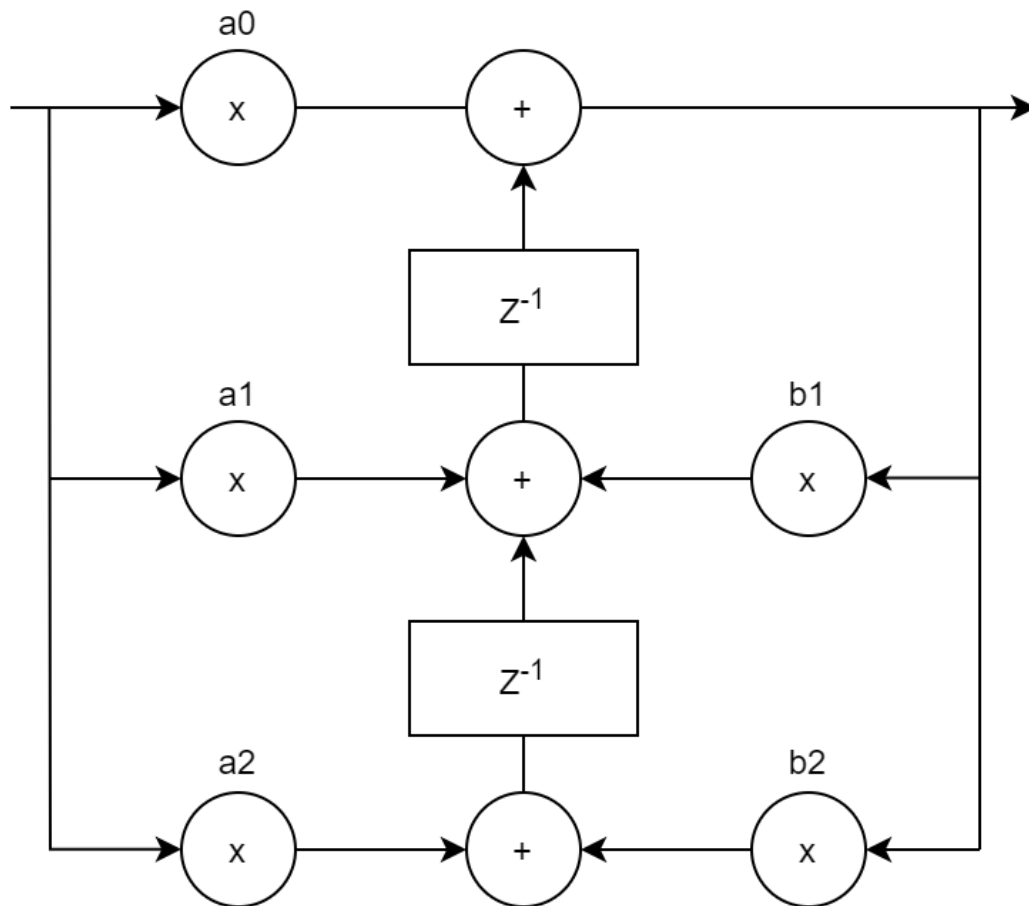 a0
x +
Z-1
a1 b1
x + x
Z-1
a2 b2
x + x